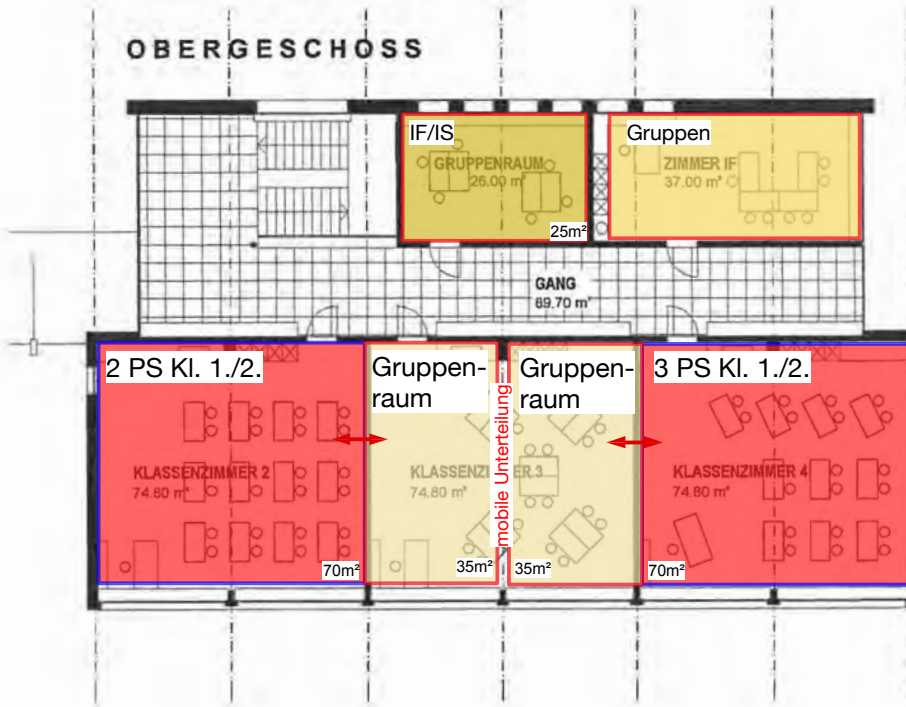 OBERGESCHOSS
IF/IS
GRUPPENRAUM
26.00 m²
25m²
Gruppen
ZIMMER IF
37.00 m²
GANG
69.70 m²
2 PS Kl. 1./2.
KLASSENZIMMER 2
74.80 m²
70m²
Gruppen-
raum
KLASSENZIMMER 3
74.80 m²
35m²
mobile Unterteilung
Gruppen-
raum
35m²
3 PS Kl. 1./2.
KLASSENZIMMER 4
74.80 m²
70m²